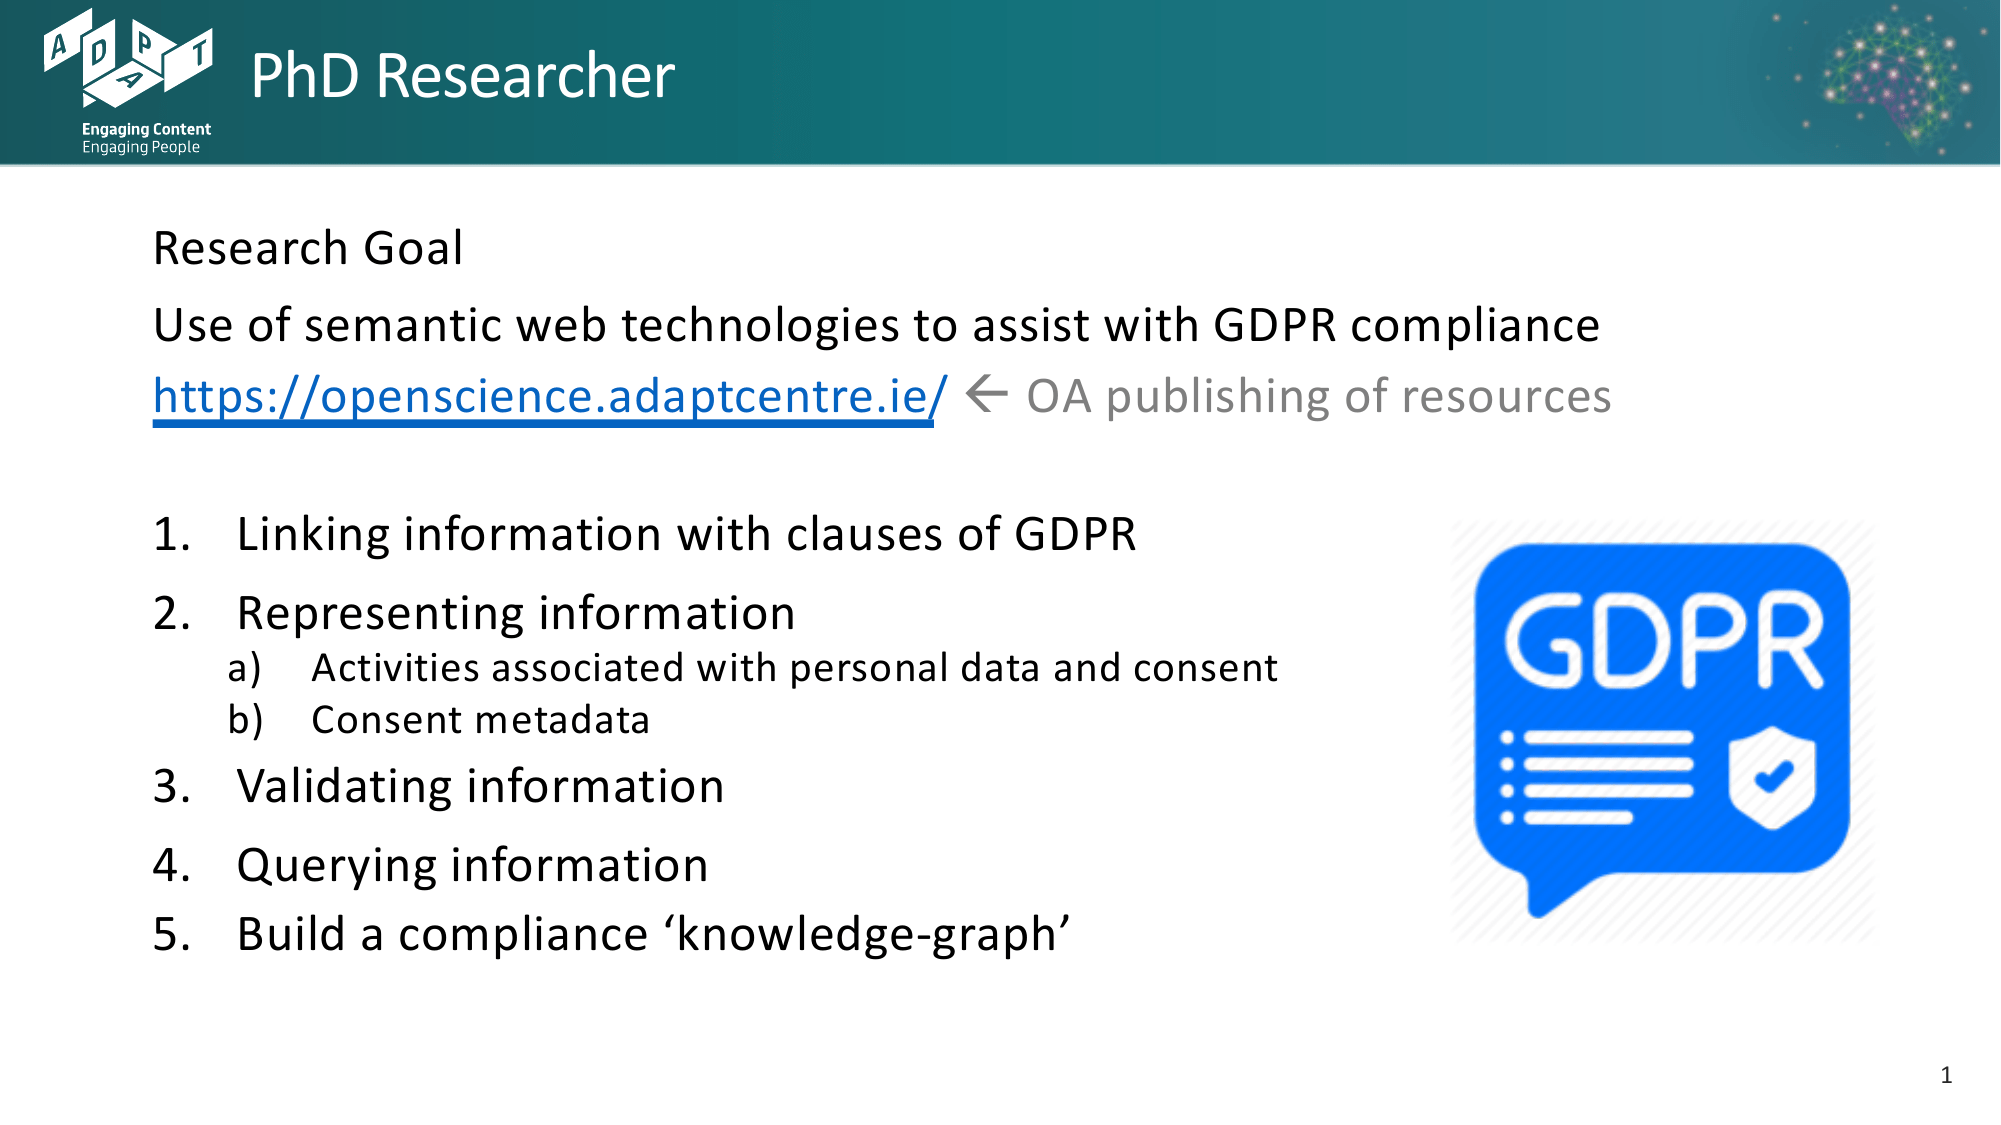 ADAPT
Engaging Content
Engaging People
PhD Researcher
Research Goal
Use of semantic web technologies to assist with GDPR compliance
https://openscience.adaptcentre.ie/ ← OA publishing of resources
1. Linking information with clauses of GDPR
2. Representing information
a) Activities associated with personal data and consent
b) Consent metadata
3. Validating information
4. Querying information
5. Build a compliance ‘knowledge-graph’
GDPR
1